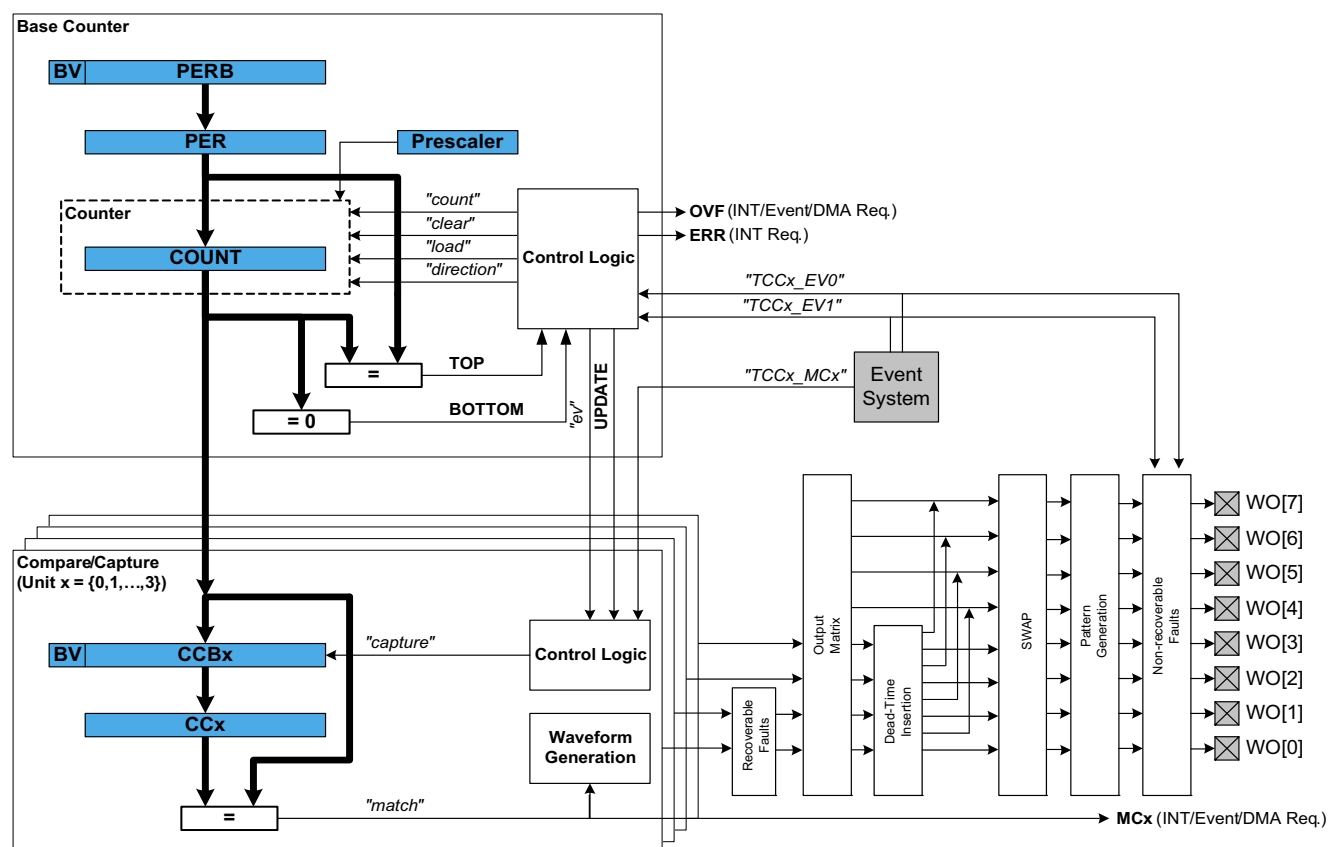 Base Counter
BV PERB
PER
Prescaler
Counter
COUNT
"count"
"clear"
"load"
"direction"
Control Logic
OVF (INT/Event/DMA Req.)
ERR (INT Req.)
"TCCx_EV0"
"TCCx_EV1"
"TCCx_MCx"
Event
System
=
TOP
= 0
BOTTOM
"ev"
UPDATE
Compare/Capture
(Unit x = {0,1,...,3})
BV CCBx
"capture"
Control Logic
CCx
Waveform
Generation
=
"match"
Recoverable
Faults
Output
Matrix
Dead-Time
Insertion
SWAP
Pattern
Generation
Non-recoverable
Faults
WO[7]
WO[6]
WO[5]
WO[4]
WO[3]
WO[2]
WO[1]
WO[0]
MCx (INT/Event/DMA Req.)